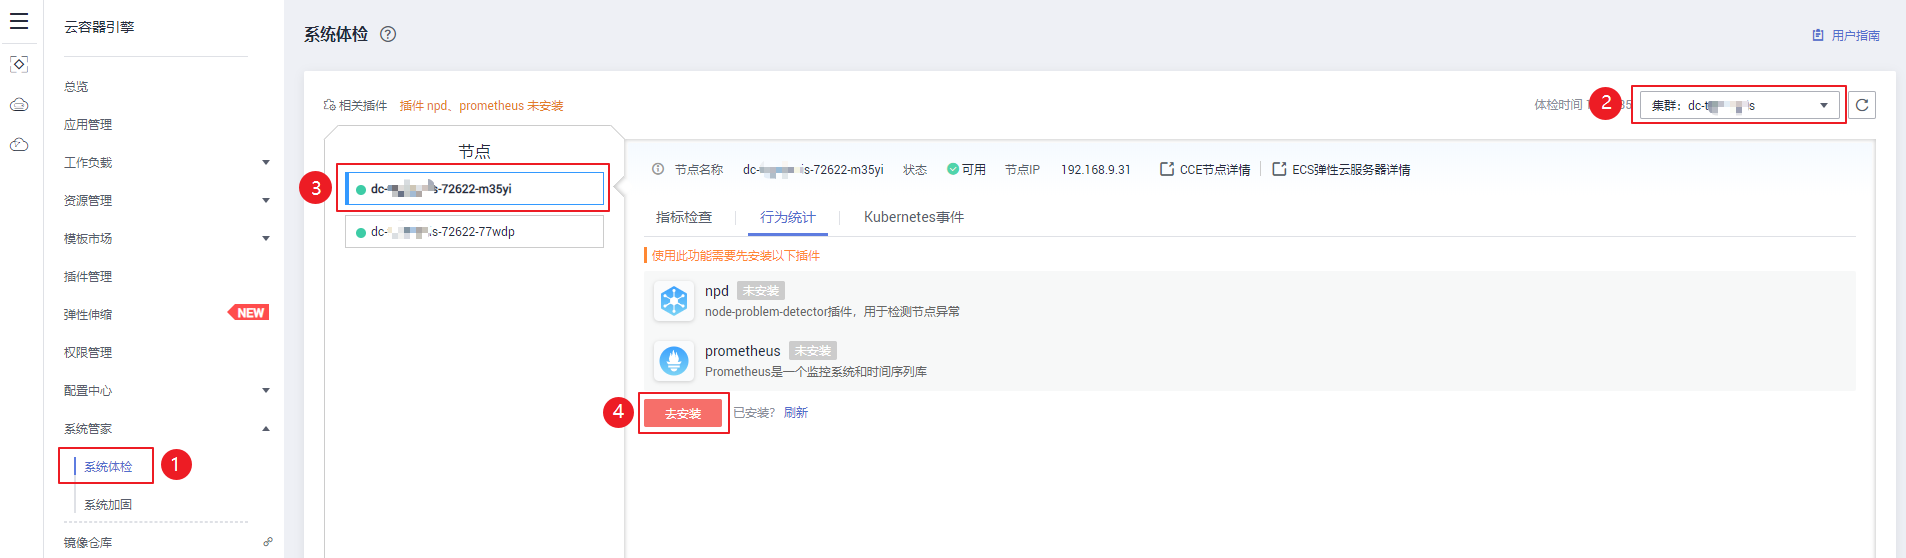 云容器引擎
总览
应用管理
工作负载
资源管理
模板市场
插件管理
弹性伸缩 NEW
权限管理
配置中心
系统管家
系统体检 1
系统加固
镜像仓库
系统体检 ?
用户指南
相关插件 插件 npd、prometheus 未安装
体检时间 2 集群：dc-t s
节点
3 dc- s-72622-m35yi
dc- .s-72622-77wdp
节点名称 dc- is-72622-m35yi 状态 可用 节点IP 192.168.9.31 CCE节点详情 ECS弹性云服务器详情
指标检查 行为统计 Kubernetes事件
使用此功能需要先安装以下插件
npd 未安装
node-problem-detector插件，用于检测节点异常
prometheus 未安装
Prometheus是一个监控系统和时间序列库
4 去安装 已安装? 刷新